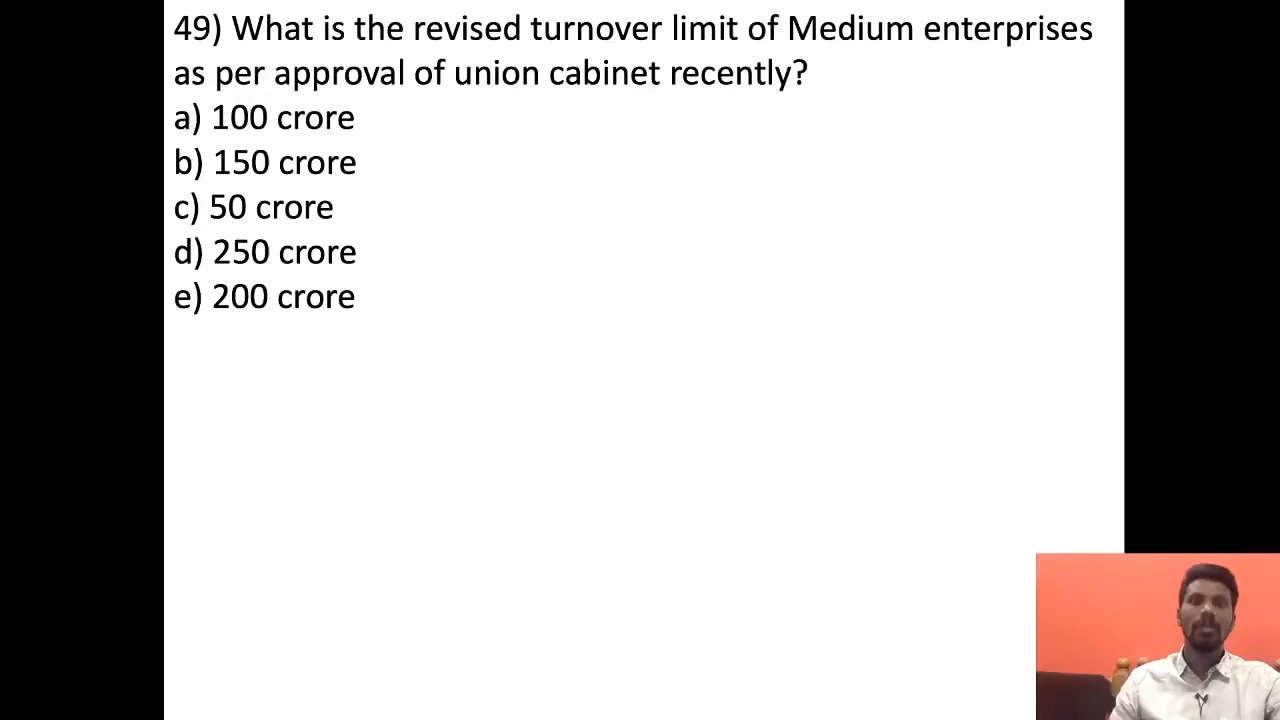 49) What is the revised turnover limit of Medium enterprises
as per approval of union cabinet recently?
a) 100 crore
b) 150 crore
c) 50 crore
d) 250 crore
e) 200 crore